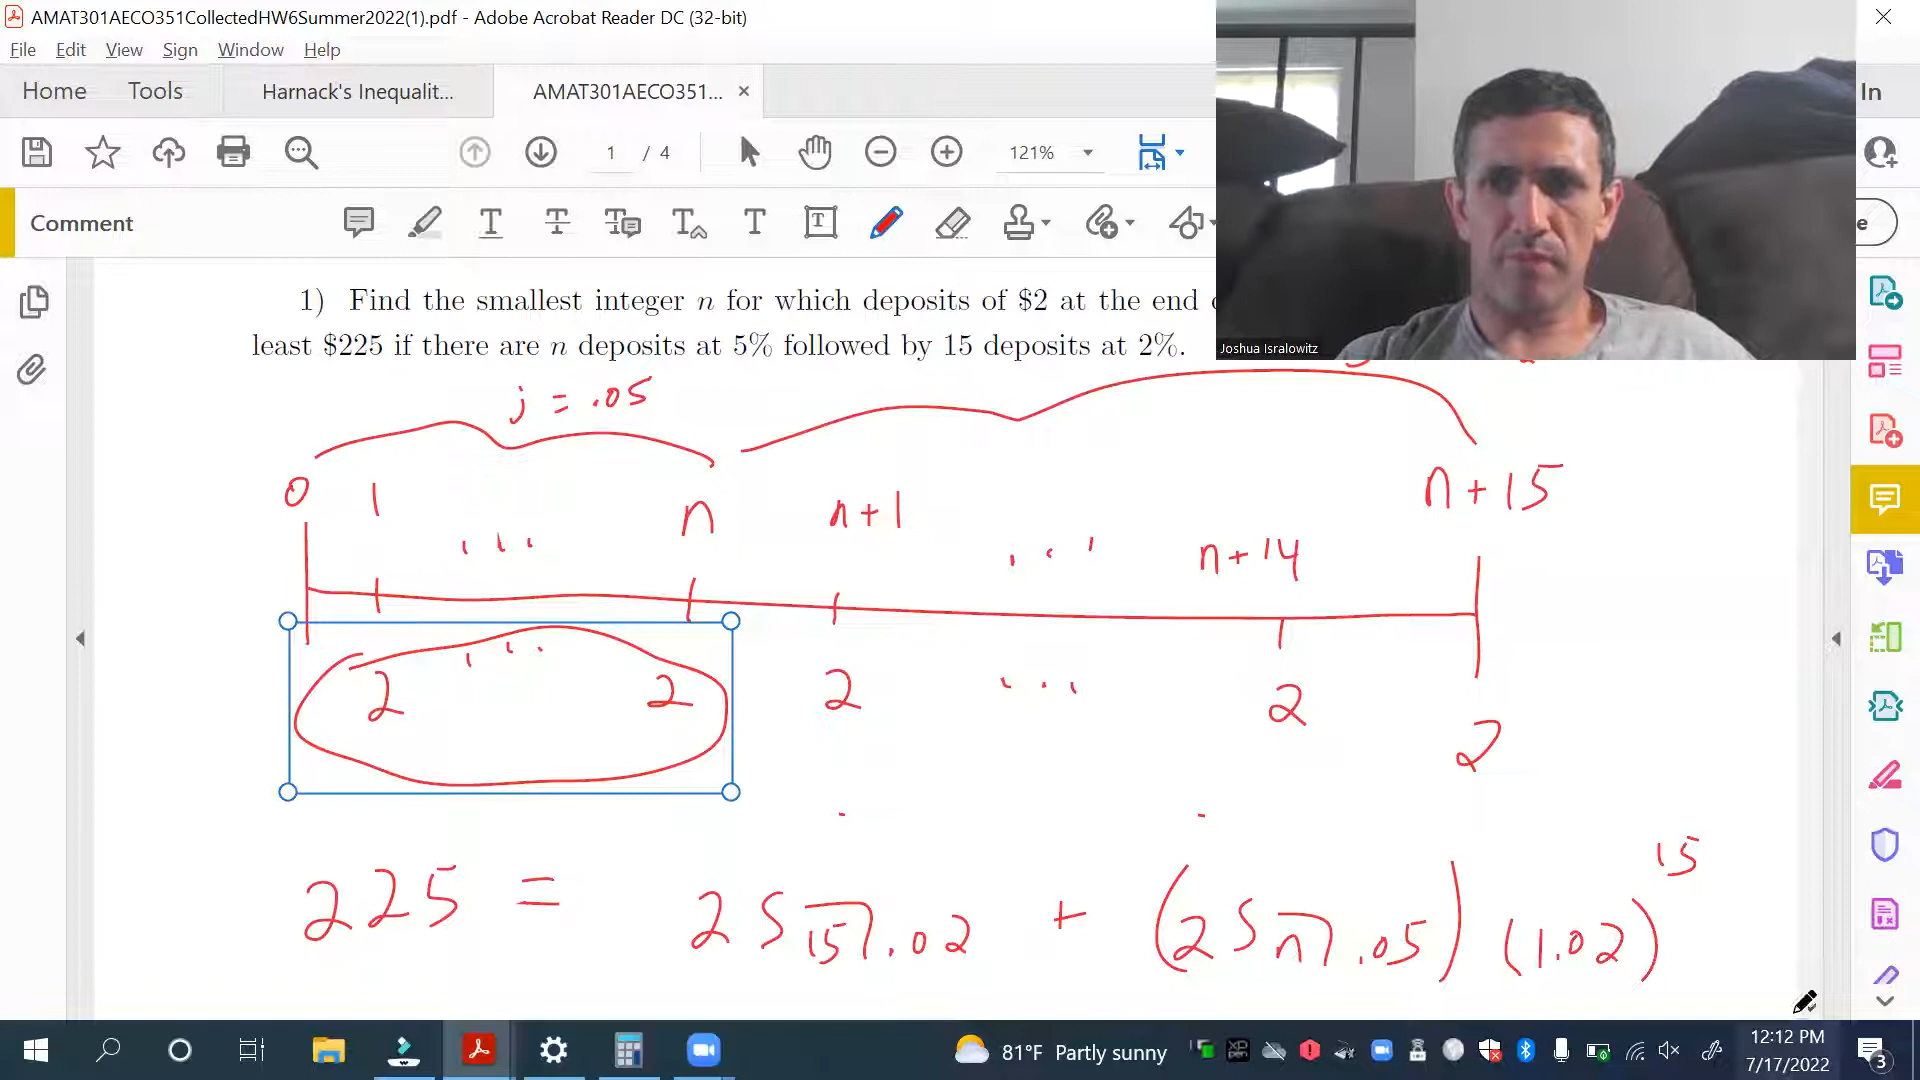 AMAT301AECO351CollectedHW6Summer2022(1).pdf - Adobe Acrobat Reader DC (32-bit)
File Edit View Sign Window Help
Home Tools Harnack's Inequalit... AMAT301AECO351... × In
1 / 4 121%
Comment
1) Find the smallest integer n for which deposits of $2 at the end
least $225 if there are n deposits at 5% followed by 15 deposits at 2%.
Joshua Isralowitz
j = .05
0 1 ... n n+1 ... n+14 n+15
2 ... 2 2 ... 2 2
225 = 2 S 15⌉.02 + (2 S n⌉.05) (1.02)^15
81°F Partly sunny
12:12 PM
7/17/2022
3